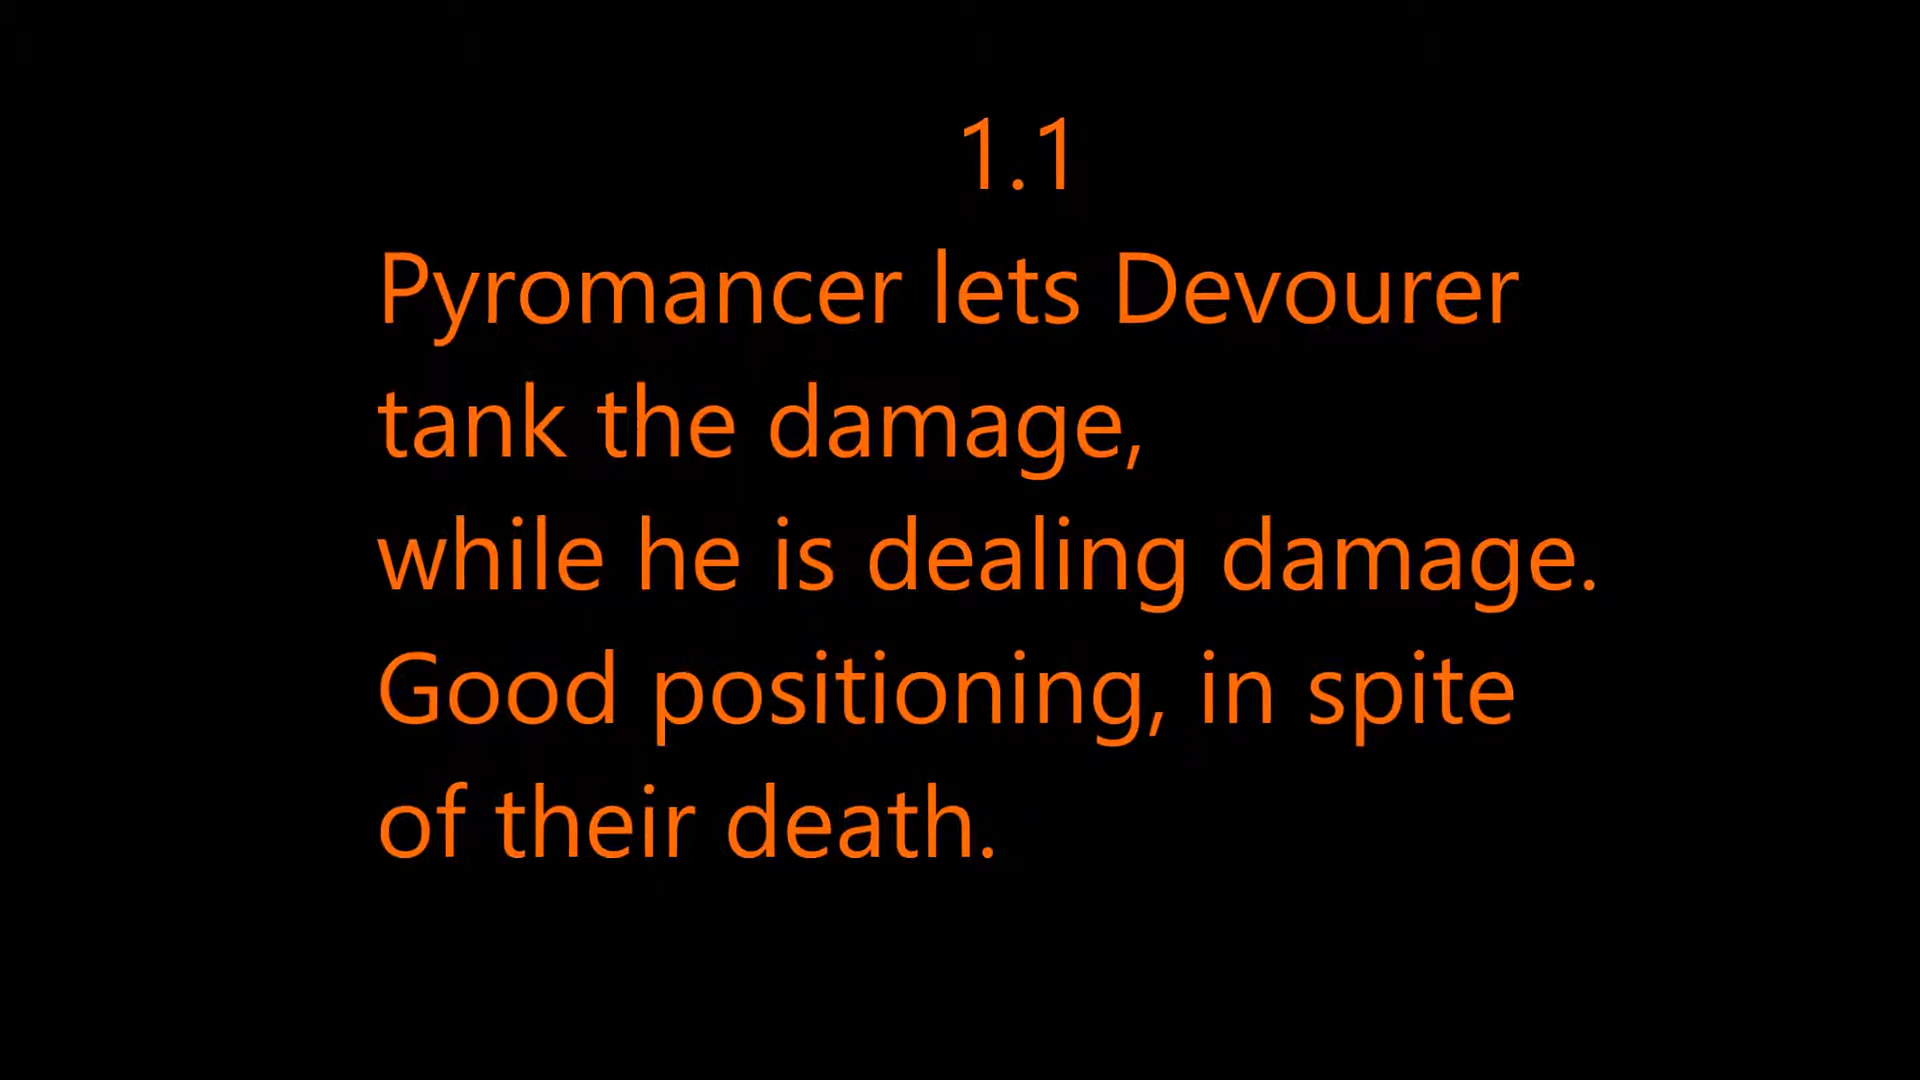 1.1
Pyromancer lets Devourer
tank the damage,
while he is dealing damage.
Good positioning, in spite
of their death.